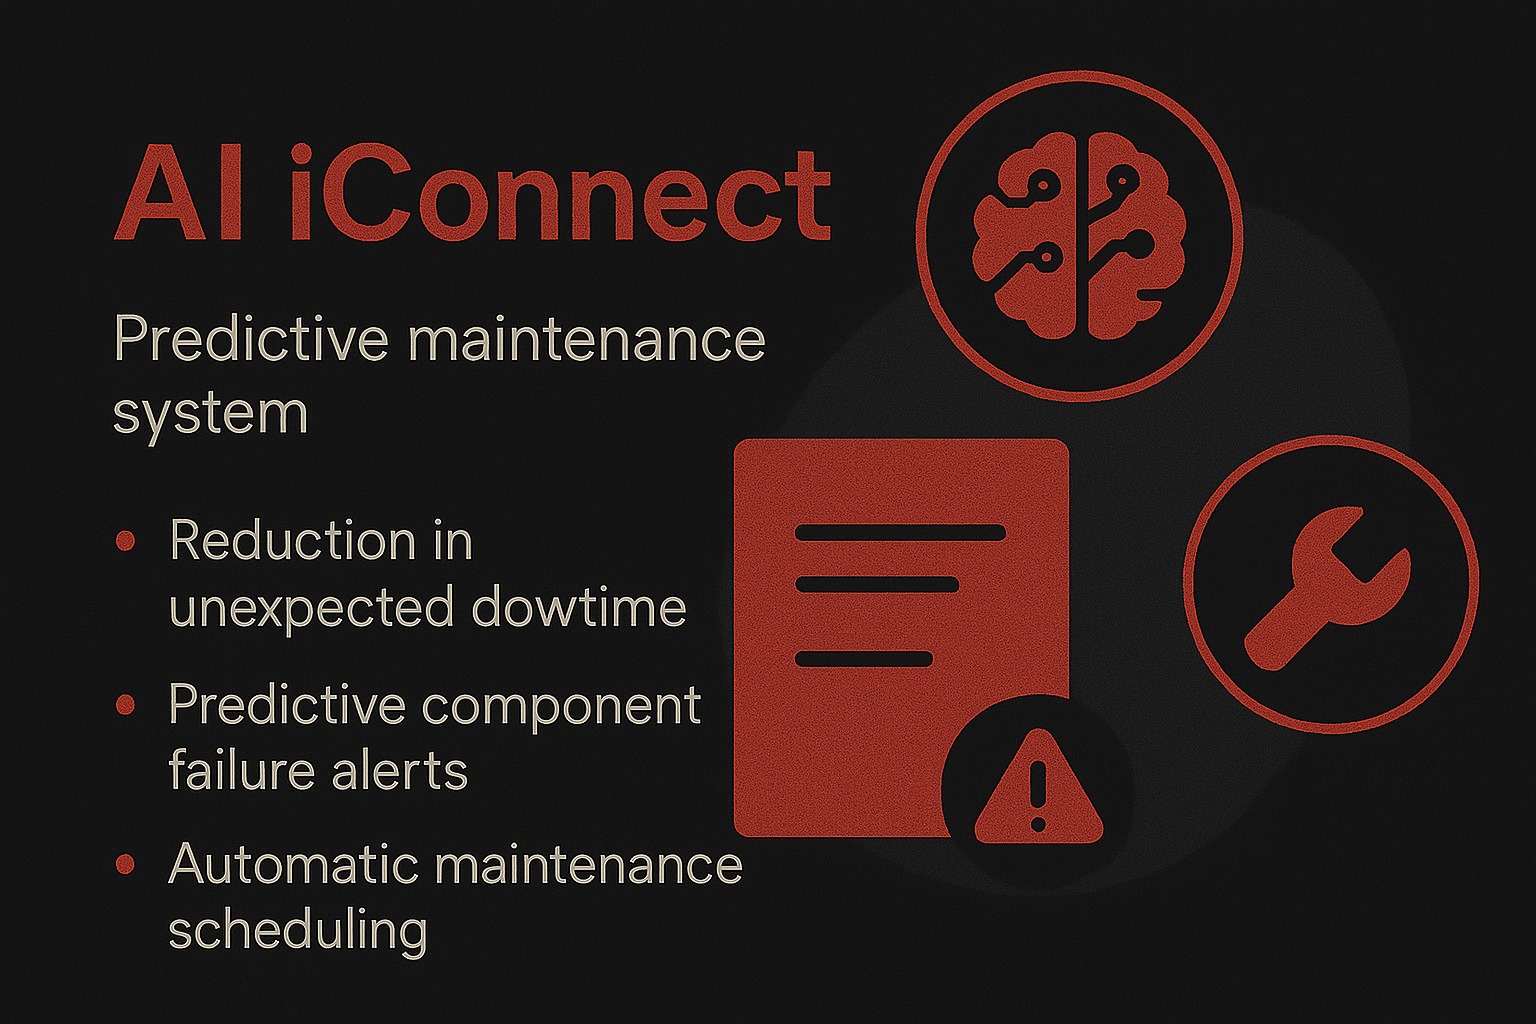 AI iConnect
Predictive maintenance
system
• Reduction in
unexpected dowtime
• Predictive component
failure alerts
• Automatic maintenance
scheduling